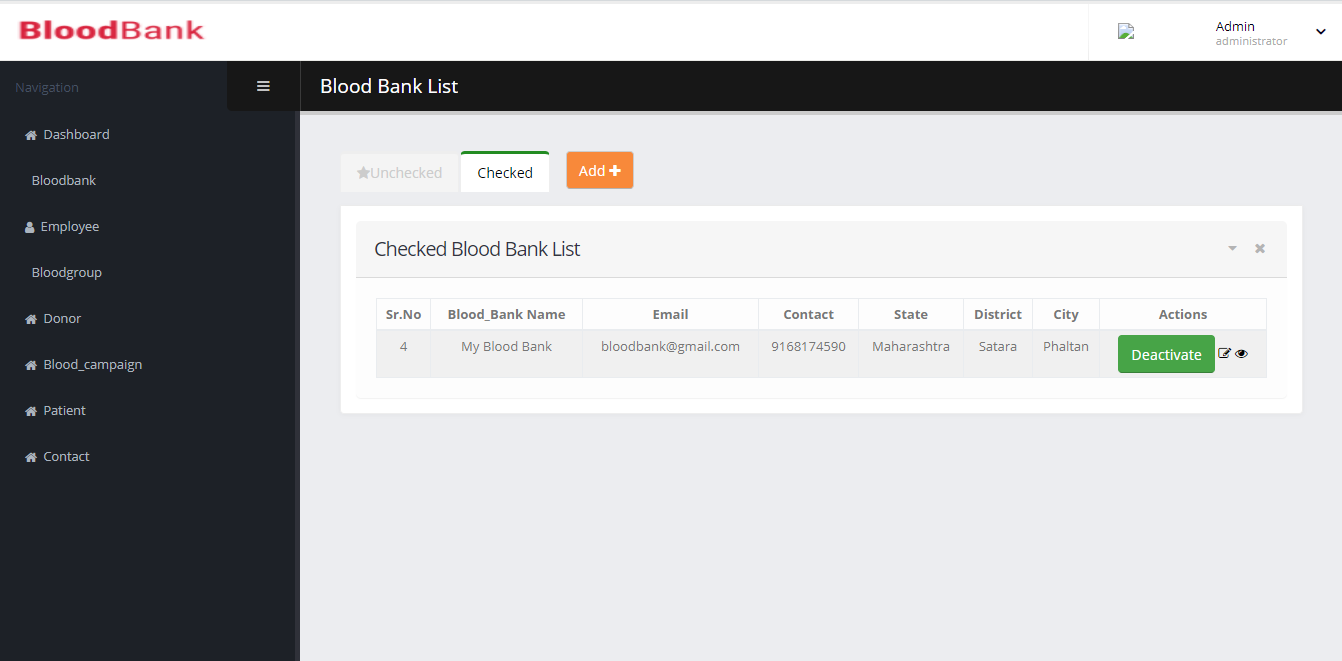 BloodBank
Admin
administrator
Navigation
Blood Bank List
Dashboard
Bloodbank
Employee
Bloodgroup
Donor
Blood_campaign
Patient
Contact
Unchecked Checked Add
Checked Blood Bank List
Sr.No Blood_Bank Name Email Contact State District City Actions
4 My Blood Bank bloodbank@gmail.com 9168174590 Maharashtra Satara Phaltan Deactivate